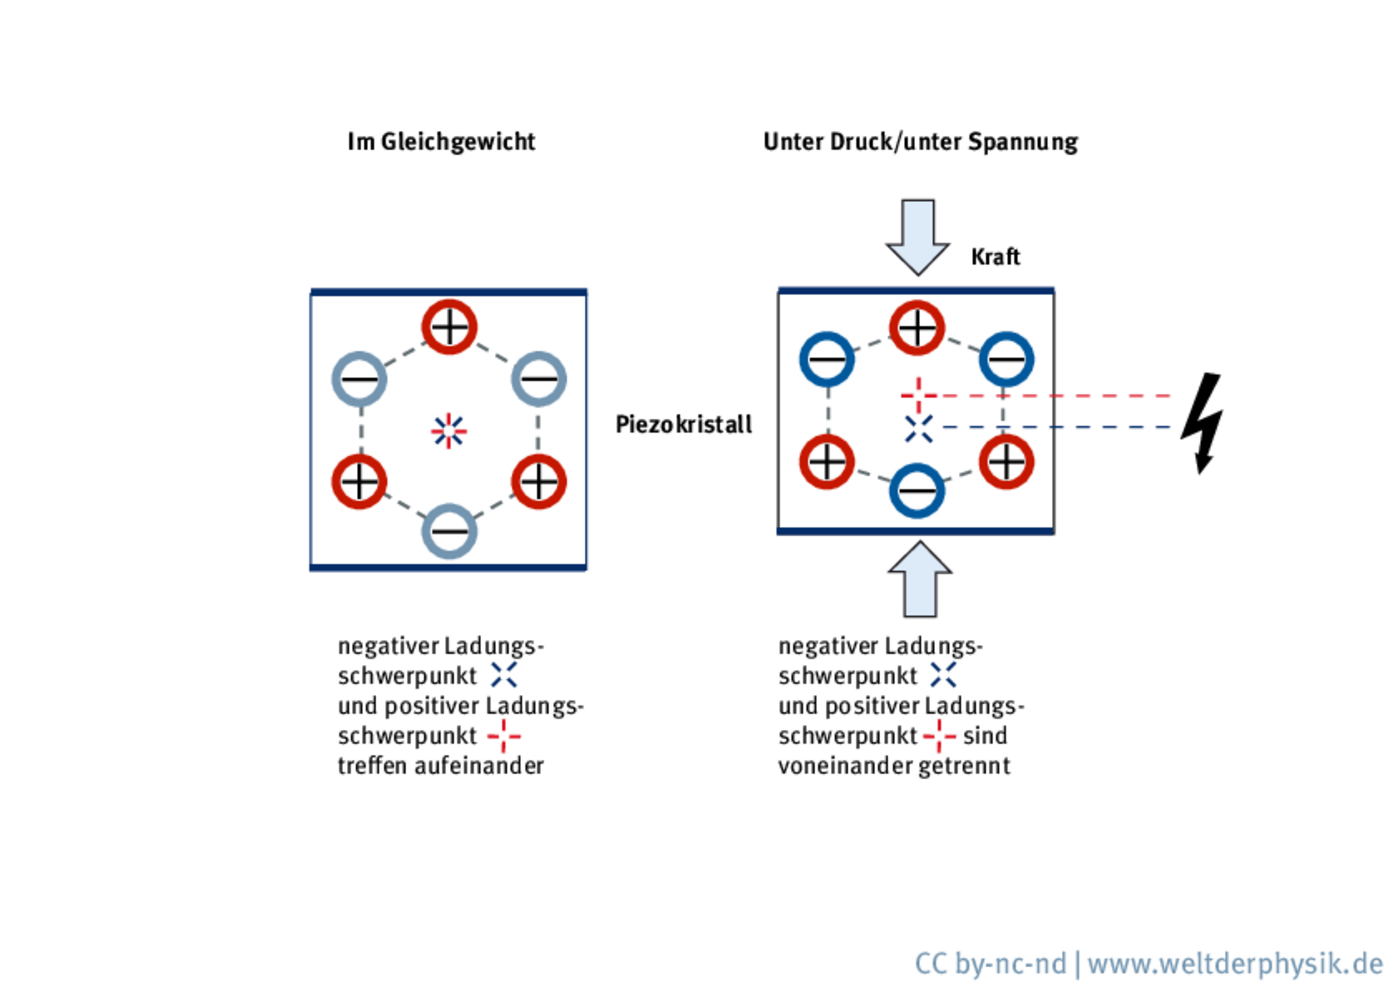 Im Gleichgewicht
Unter Druck/unter Spannung
Kraft
Piezokristall
negativer Ladungs-
schwerpunkt
und positiver Ladungs-
schwerpunkt
treffen aufeinander
negativer Ladungs-
schwerpunkt
und positiver Ladungs-
schwerpunkt sind
voneinander getrennt
CC by-nc-nd | www.weltderphysik.de